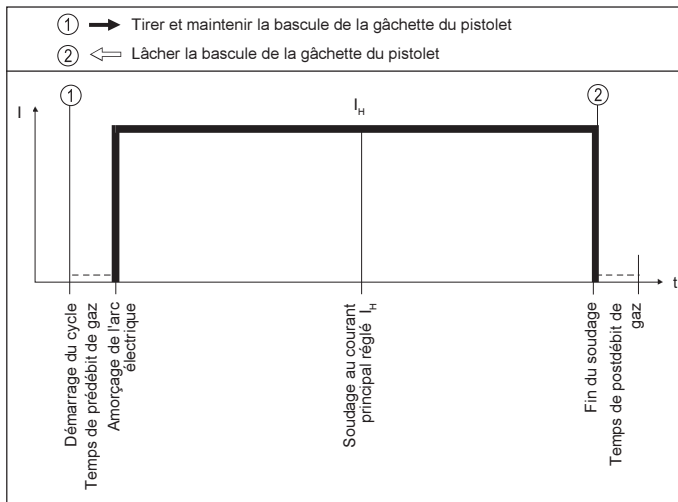 1 Tirer et maintenir la bascule de la gâchette du pistolet
2 Lâcher la bascule de la gâchette du pistolet
1
2
I
I_H
t
Démarrage du cycle
Temps de prédébit de gaz
Amorçage de l'arc
électrique
Soudage au courant
principal réglé I_H
Fin du soudage
Temps de postdébit de
gaz